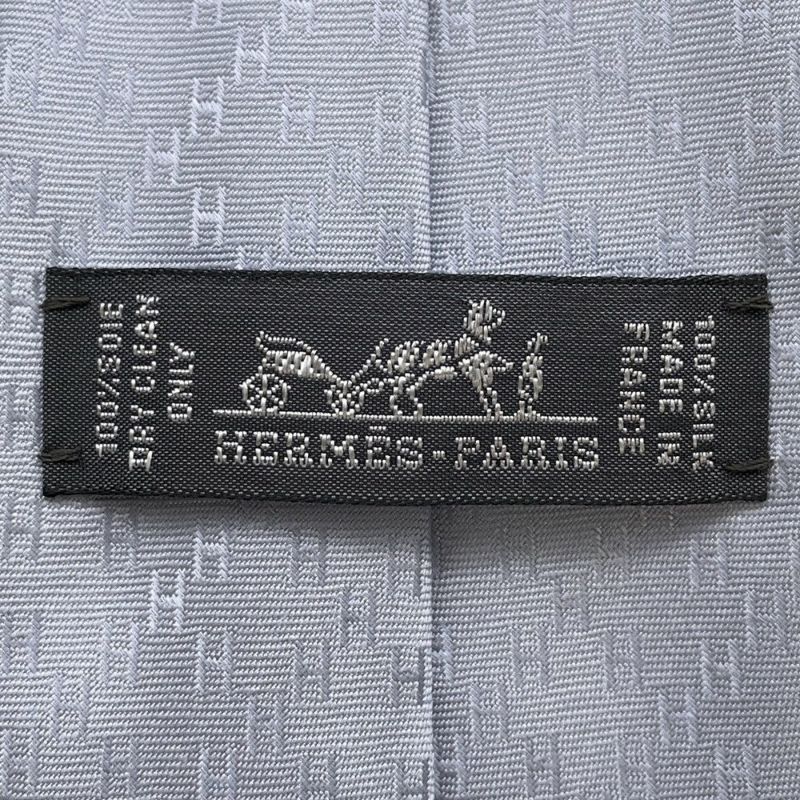 100%SOIE
DRY CLEAN
ONLY
HERMÈS-PARIS
100%SILK
MADE IN
FRANCE